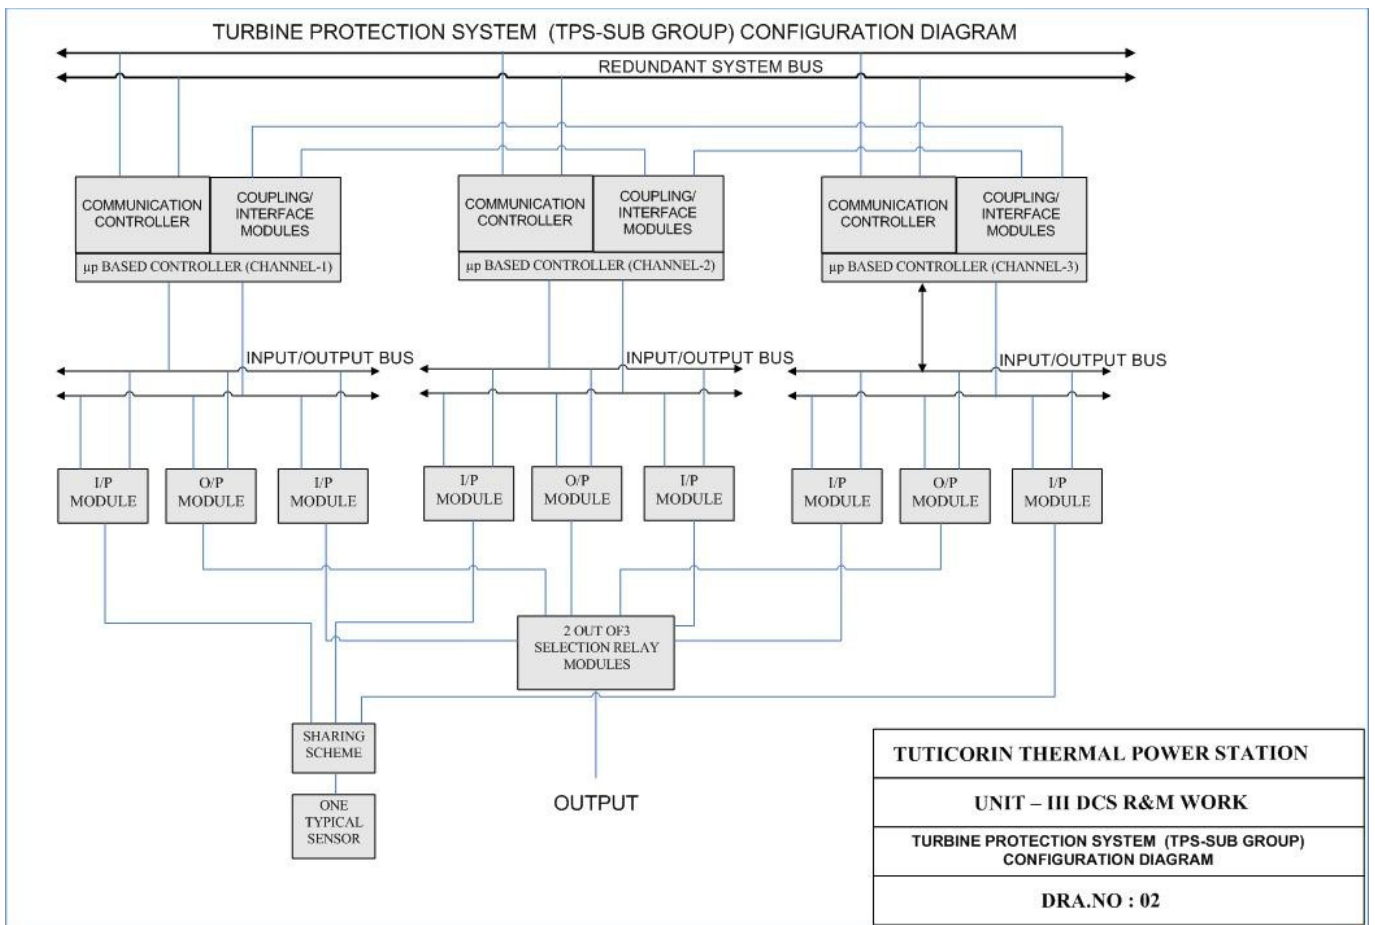 TURBINE PROTECTION SYSTEM (TPS-SUB GROUP) CONFIGURATION DIAGRAM
REDUNDANT SYSTEM BUS
COMMUNICATION
CONTROLLER
COUPLING/
INTERFACE
MODULES
µp BASED CONTROLLER (CHANNEL-1)
COMMUNICATION
CONTROLLER
COUPLING/
INTERFACE
MODULES
µp BASED CONTROLLER (CHANNEL-2)
COMMUNICATION
CONTROLLER
COUPLING/
INTERFACE
MODULES
µp BASED CONTROLLER (CHANNEL-3)
INPUT/OUTPUT BUS
INPUT/OUTPUT BUS
INPUT/OUTPUT BUS
I/P
MODULE
O/P
MODULE
I/P
MODULE
I/P
MODULE
O/P
MODULE
I/P
MODULE
I/P
MODULE
O/P
MODULE
I/P
MODULE
2 OUT OF3
SELECTION RELAY
MODULES
SHARING
SCHEME
ONE
TYPICAL
SENSOR
OUTPUT
TUTICORIN THERMAL POWER STATION
UNIT – III DCS R&M WORK
TURBINE PROTECTION SYSTEM (TPS-SUB GROUP)
CONFIGURATION DIAGRAM
DRA.NO : 02